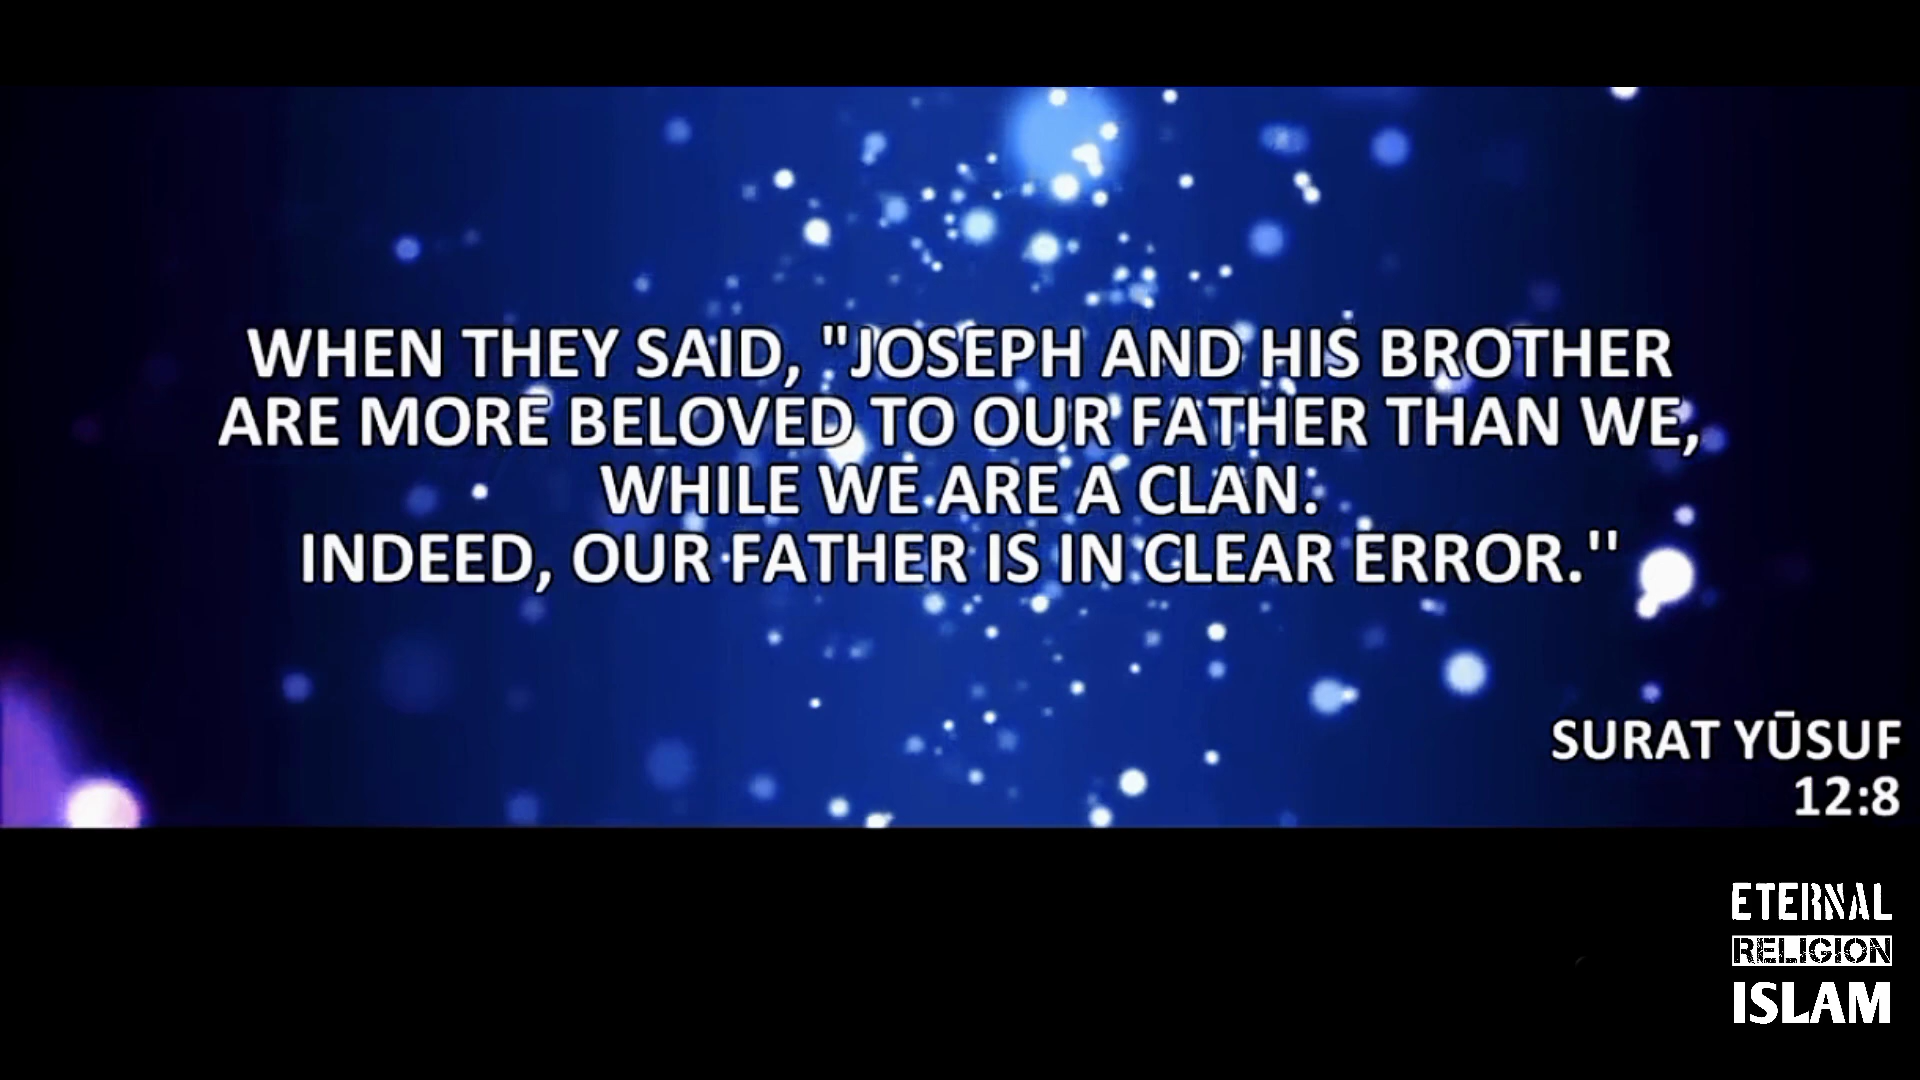 WHEN THEY SAID, "JOSEPH AND HIS BROTHER
ARE MORE BELOVED TO OUR FATHER THAN WE,
WHILE WE ARE A CLAN.
INDEED, OUR FATHER IS IN CLEAR ERROR.''
SURAT YŪSUF
12:8
ETERNAL
RELIGION
ISLAM